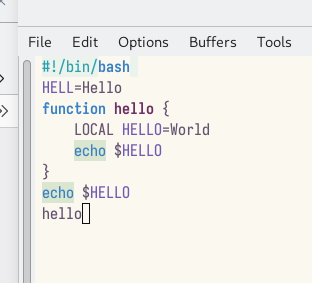 File Edit Options Buffers Tools
#!/bin/bash
HELL=Hello
function hello {
    LOCAL HELLO=World
    echo $HELLO
}
echo $HELLO
hello